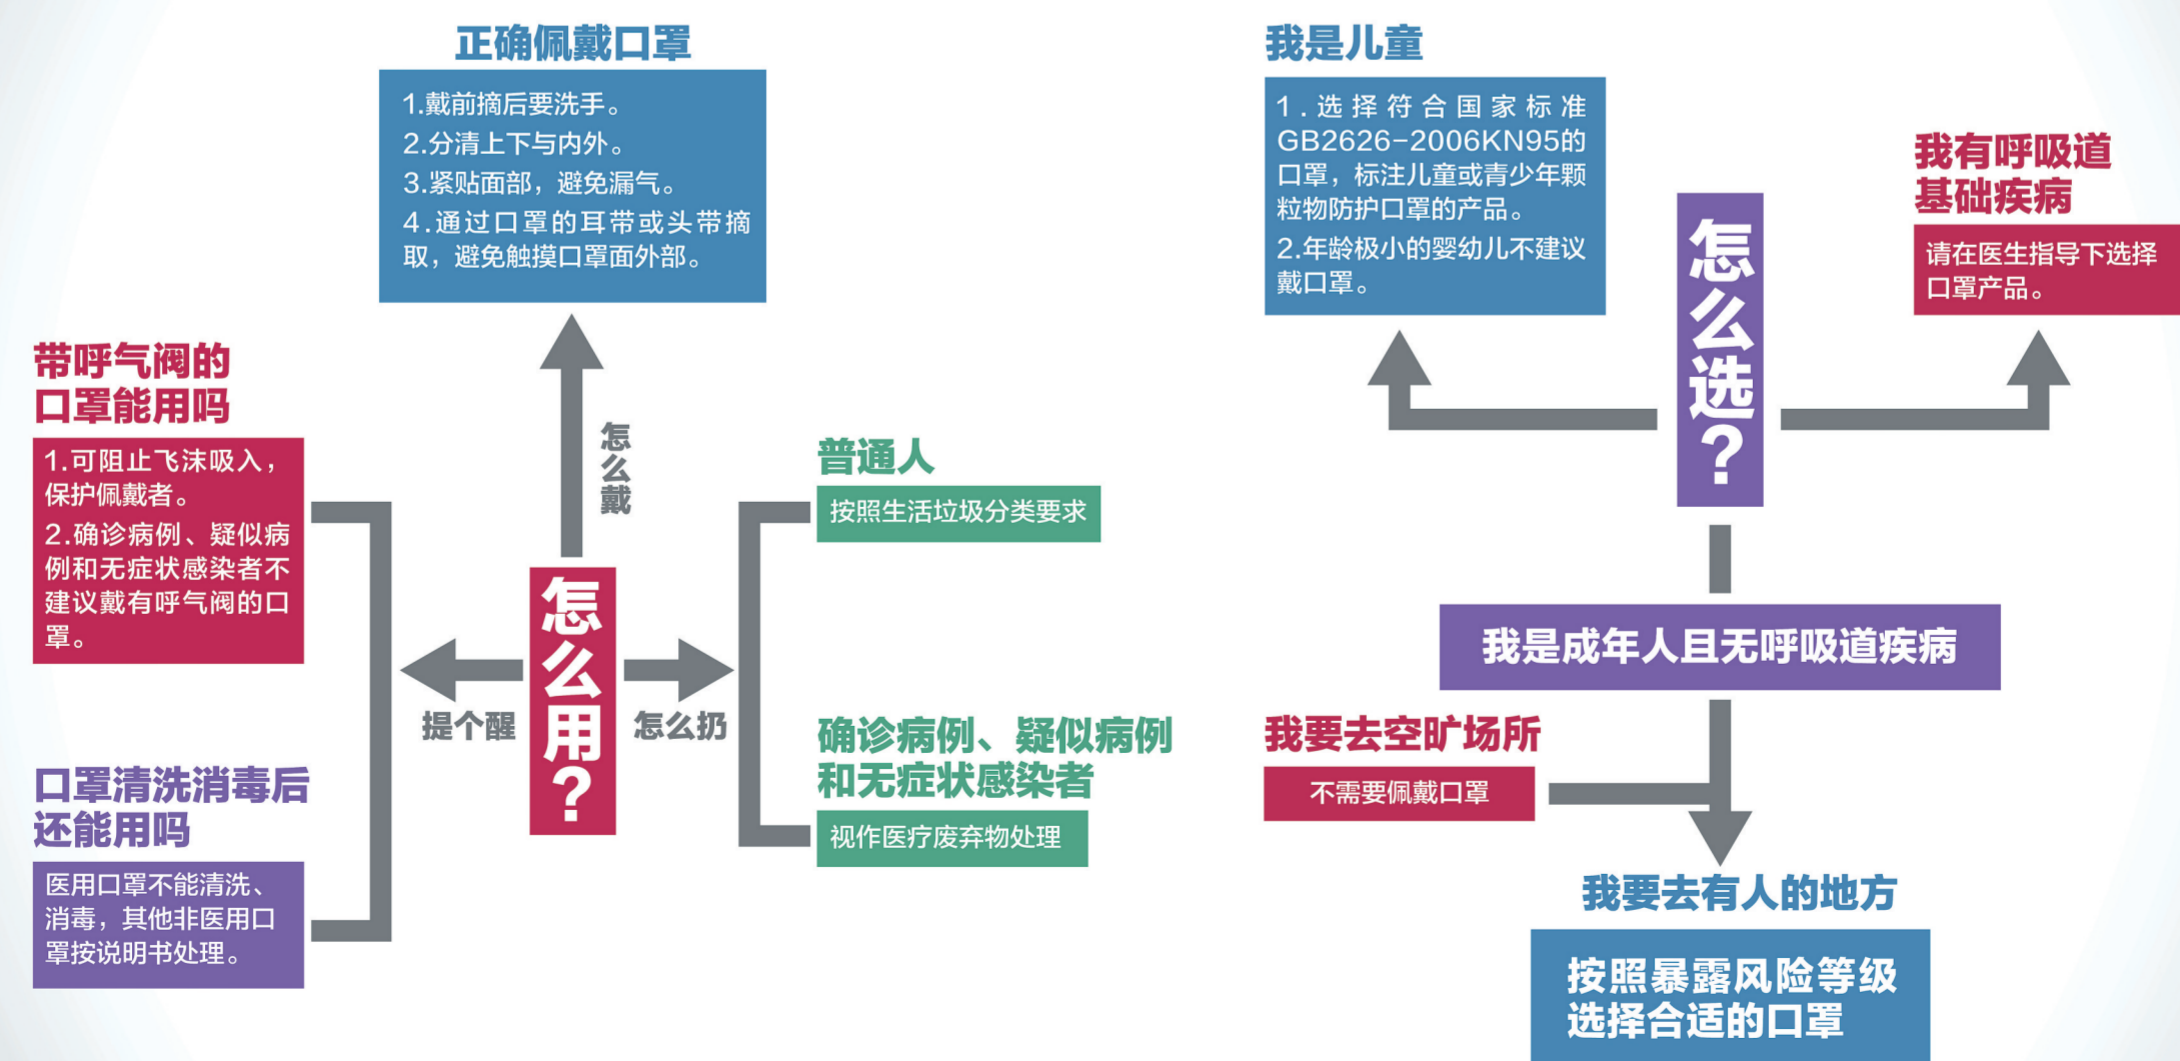 正确佩戴口罩
1.戴前摘后要洗手。
2.分清上下与内外。
3.紧贴面部，避免漏气。
4.通过口罩的耳带或头带摘
取，避免触摸口罩面外部。
带呼气阀的
口罩能用吗
1.可阻止飞沫吸入，
保护佩戴者。
2.确诊病例、疑似病
例和无症状感染者不
建议戴有呼气阀的口
罩。
口罩清洗消毒后
还能用吗
医用口罩不能清洗、
消毒，其他非医用口
罩按说明书处理。
怎么戴
提个醒
怎么用？
怎么扔
普通人
按照生活垃圾分类要求
确诊病例、疑似病例
和无症状感染者
视作医疗废弃物处理
我是儿童
1.选择符合国家标准
GB2626-2006KN95的
口罩，标注儿童或青少年颗
粒物防护口罩的产品。
2.年龄极小的婴幼儿不建议
戴口罩。
怎么选？
我有呼吸道
基础疾病
请在医生指导下选择
口罩产品。
我是成年人且无呼吸道疾病
我要去空旷场所
不需要佩戴口罩
我要去有人的地方
按照暴露风险等级
选择合适的口罩